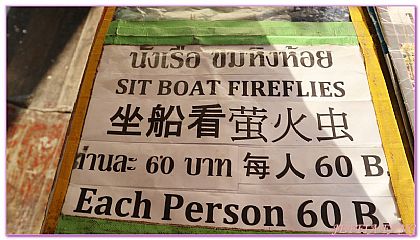 นั่งเรือ ชมหิ่งห้อย
SIT BOAT FIREFLIES
坐船看萤火虫
ท่านละ 60 บาท 每人 60 B.
Each Person 60 B.